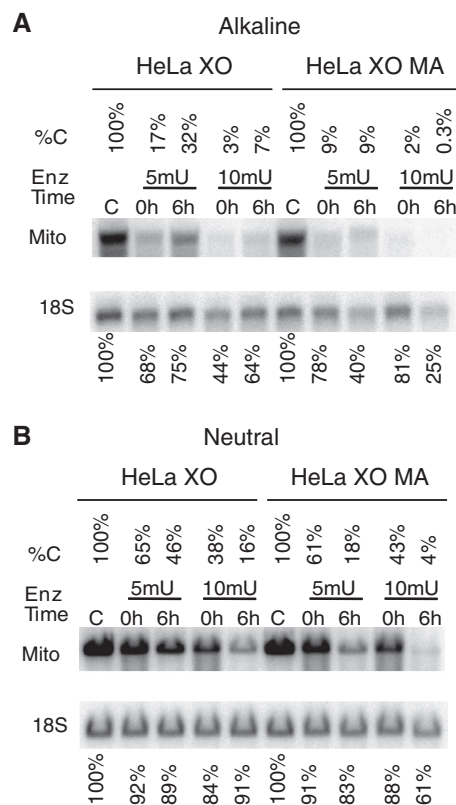 A
Alkaline
HeLa XO HeLa XO MA
%C 100% 17% 32% 3% 7% 100% 9% 9% 2% 0.3%
Enz 5mU 10mU 5mU 10mU
Time C 0h 6h 0h 6h C 0h 6h 0h 6h
Mito
18S
100% 68% 75% 44% 64% 100% 78% 40% 81% 25%
B
Neutral
HeLa XO HeLa XO MA
%C 100% 65% 46% 38% 16% 100% 61% 18% 43% 4%
Enz 5mU 10mU 5mU 10mU
Time C 0h 6h 0h 6h C 0h 6h 0h 6h
Mito
18S
100% 92% 89% 84% 91% 100% 91% 83% 88% 61%